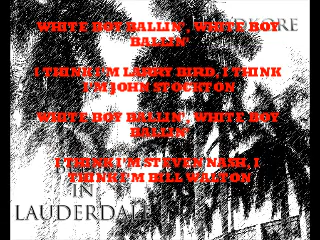 WHITE BOY BALLIN', WHITE BOY
BALLIN'
I THINK I'M LARRY BIRD, I THINK
I'M JOHN STOCKTON
WHITE BOY BALLIN', WHITE BOY
BALLIN'
I THINK I'M STEVEN NASH, I
THINK I'M BILL WALTON
IN
LAUDERDALE